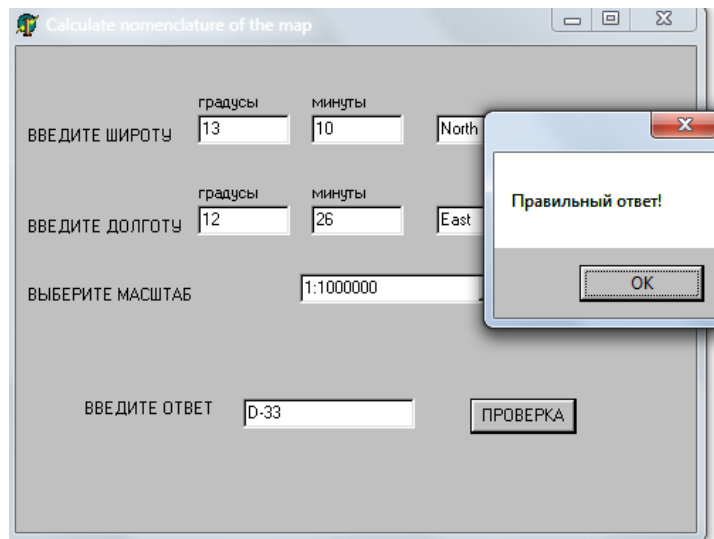 Calculate nomenclature of the map
градусы минуты
ВВЕДИТЕ ШИРОТУ 13 10 North
Правильный ответ!
градусы минуты
ВВЕДИТЕ ДОЛГОТУ 12 26 East
OK
ВЫБЕРИТЕ МАСШТАБ 1:1000000
ВВЕДИТЕ ОТВЕТ D-33 ПРОВЕРКА